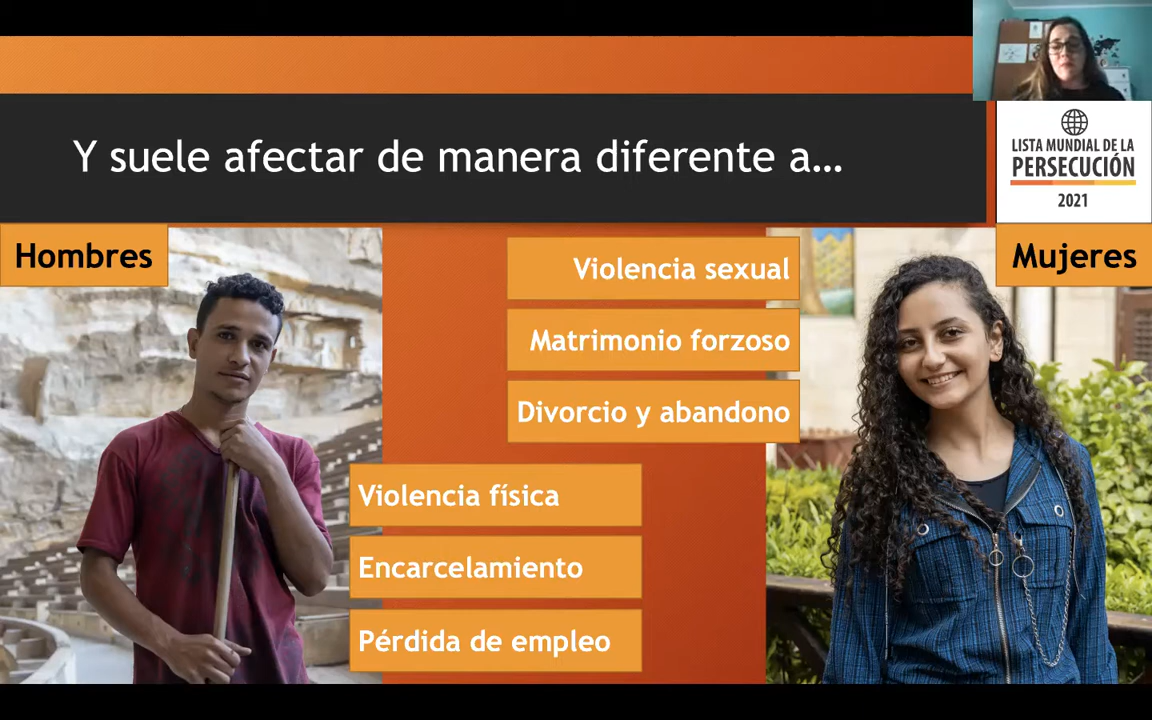 Y suele afectar de manera diferente a...
LISTA MUNDIAL DE LA
PERSECUCIÓN
2021
Hombres
Mujeres
Violencia sexual
Matrimonio forzoso
Divorcio y abandono
Violencia física
Encarcelamiento
Pérdida de empleo